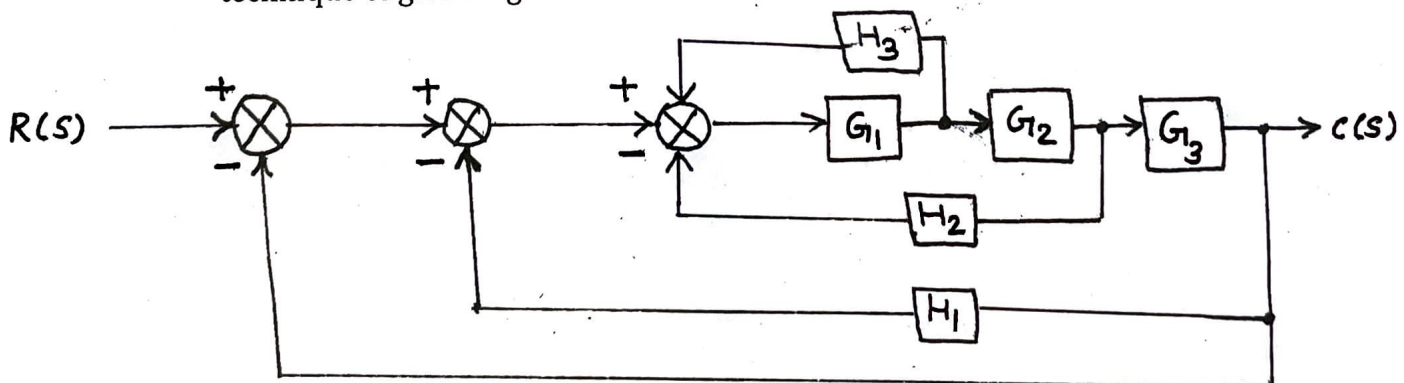 H3
+ + +
R(S) G1 G2 G3 C(S)
- - -
H2
H1